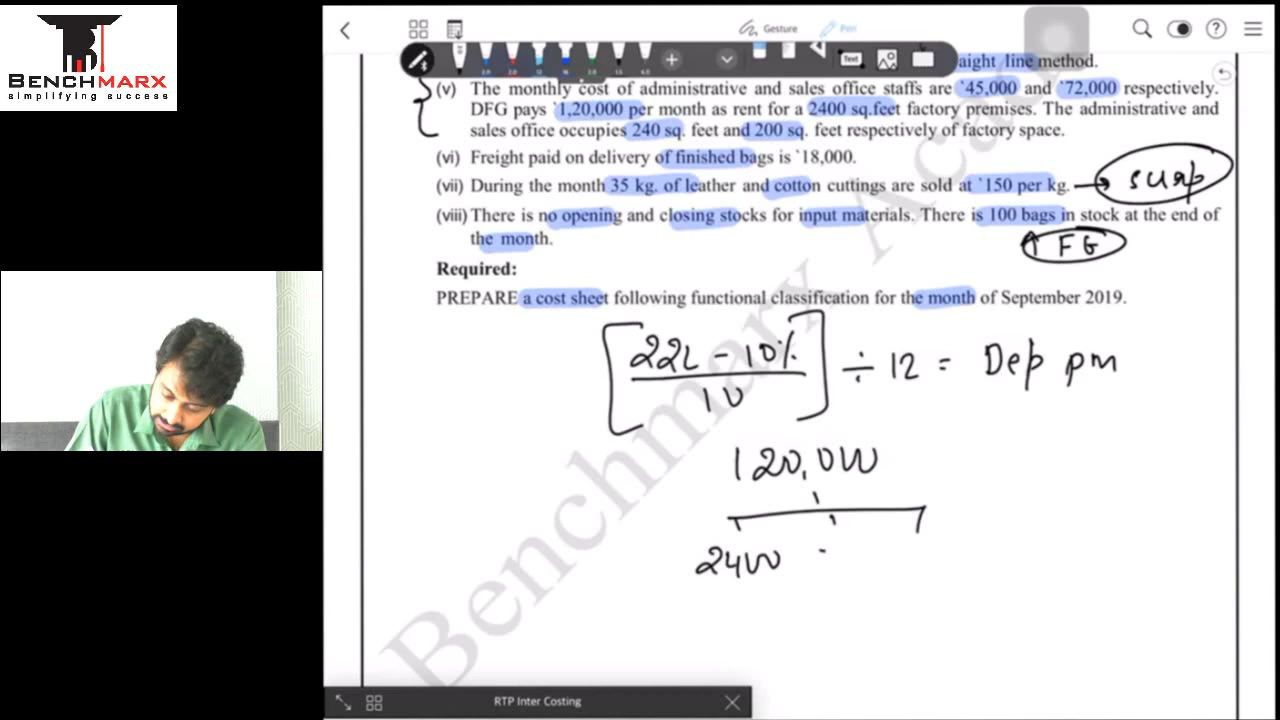 BENCHMARX
simplifying success
Gesture
Pen
Text
aight line method.
(v) The monthly cost of administrative and sales office staffs are `45,000 and `72,000 respectively.
DFG pays `1,20,000 per month as rent for a 2400 sq.feet factory premises. The administrative and
sales office occupies 240 sq. feet and 200 sq. feet respectively of factory space.
(vi) Freight paid on delivery of finished bags is `18,000.
(vii) During the month 35 kg. of leather and cotton cuttings are sold at `150 per kg.
(viii) There is no opening and closing stocks for input materials. There is 100 bags in stock at the end of
the month.
FG
Required:
PREPARE a cost sheet following functional classification for the month of September 2019.
22L - 10%
10
÷ 12 = Dep pm
120,000
2400
Benchmarx Aca
RTP Inter Costing